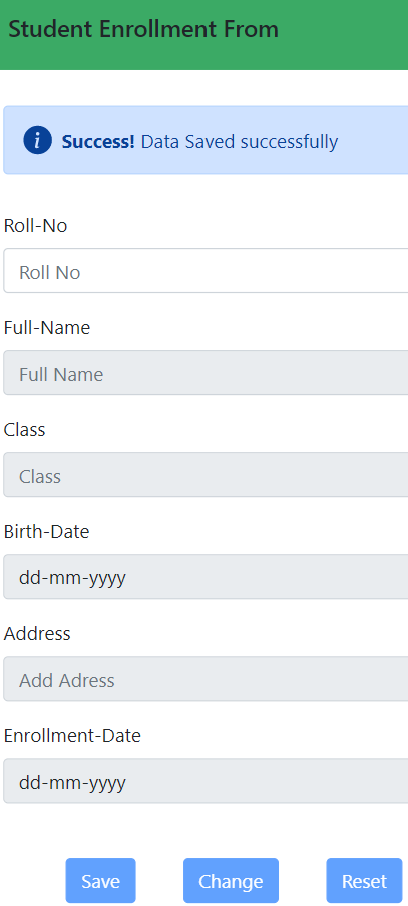 Student Enrollment From
Success! Data Saved successfully
Roll-No
Roll No
Full-Name
Full Name
Class
Class
Birth-Date
dd-mm-yyyy
Address
Add Adress
Enrollment-Date
dd-mm-yyyy
Save Change Reset